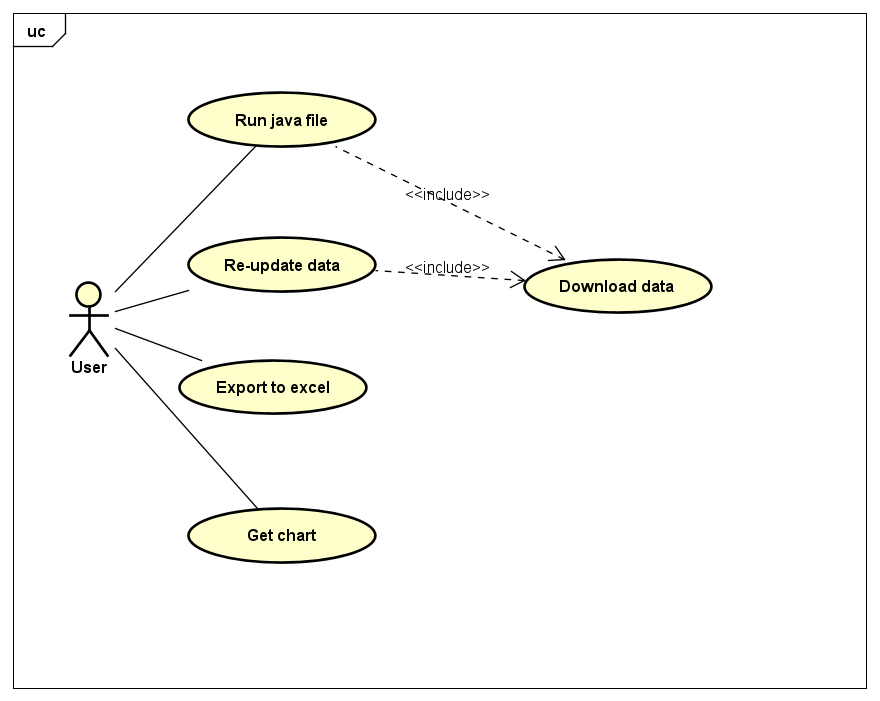 uc
Run java file
<<include>>
Re-update data
<<include>>
Download data
User
Export to excel
Get chart